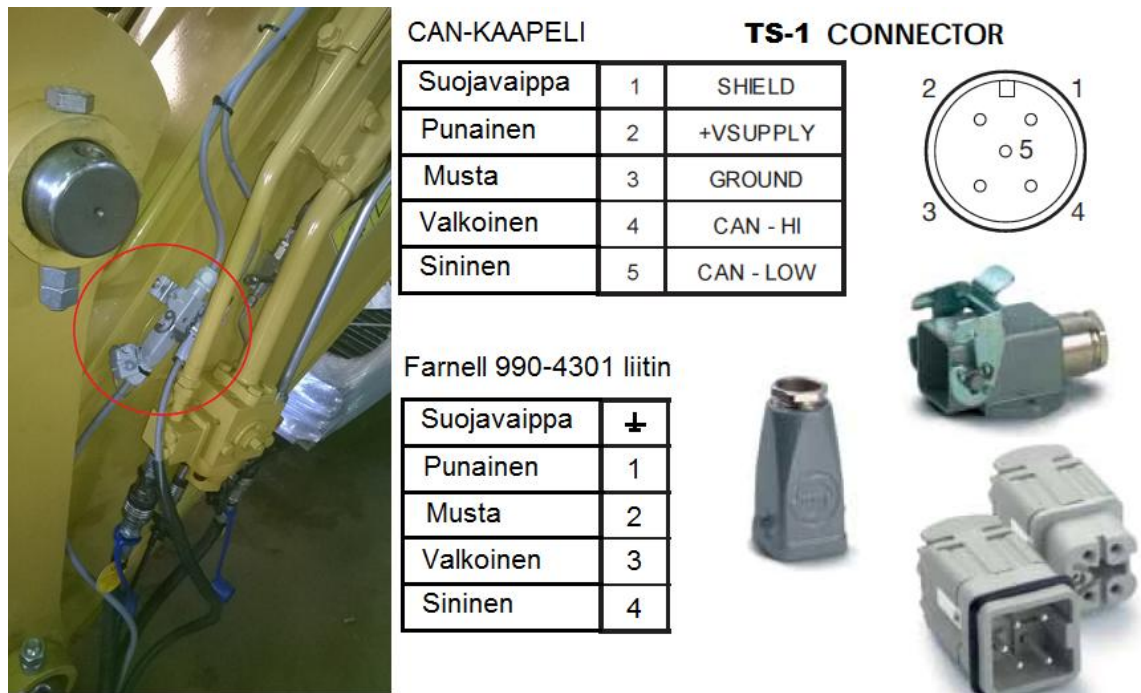 CAN-KAAPELI
TS-1 CONNECTOR
Suojavaippa 1 SHIELD
Punainen 2 +VSUPPLY
Musta 3 GROUND
Valkoinen 4 CAN - HI
Sininen 5 CAN - LOW
2 1
5
3 4
Farnell 990-4301 liitin
Suojavaippa ⏚
Punainen 1
Musta 2
Valkoinen 3
Sininen 4